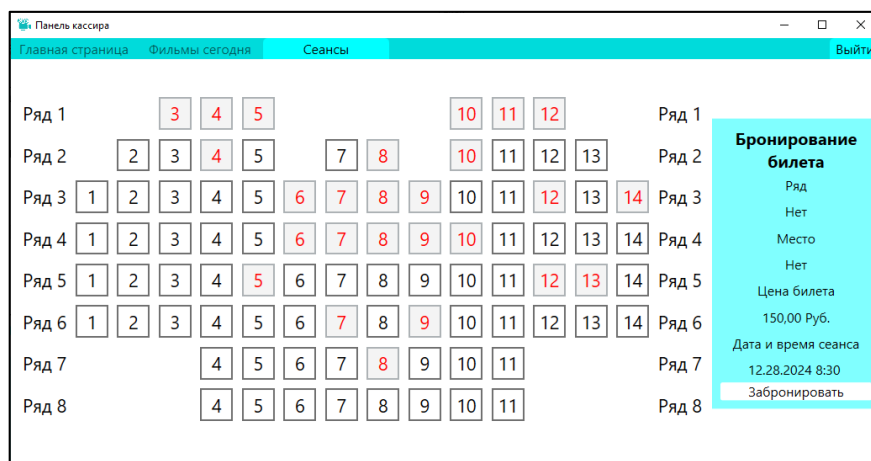 Панель кассира
Главная страница Фильмы сегодня Сеансы Выйти
Ряд 1 3 4 5 10 11 12 Ряд 1
Ряд 2 2 3 4 5 7 8 10 11 12 13 Ряд 2
Ряд 3 1 2 3 4 5 6 7 8 9 10 11 12 13 14 Ряд 3
Ряд 4 1 2 3 4 5 6 7 8 9 10 11 12 13 14 Ряд 4
Ряд 5 1 2 3 4 5 6 7 8 9 10 11 12 13 14 Ряд 5
Ряд 6 1 2 3 4 5 6 7 8 9 10 11 12 13 14 Ряд 6
Ряд 7 4 5 6 7 8 9 10 11 Ряд 7
Ряд 8 4 5 6 7 8 9 10 11 Ряд 8
Бронирование
билета
Ряд
Нет
Место
Нет
Цена билета
150,00 Руб.
Дата и время сеанса
12.28.2024 8:30
Забронировать